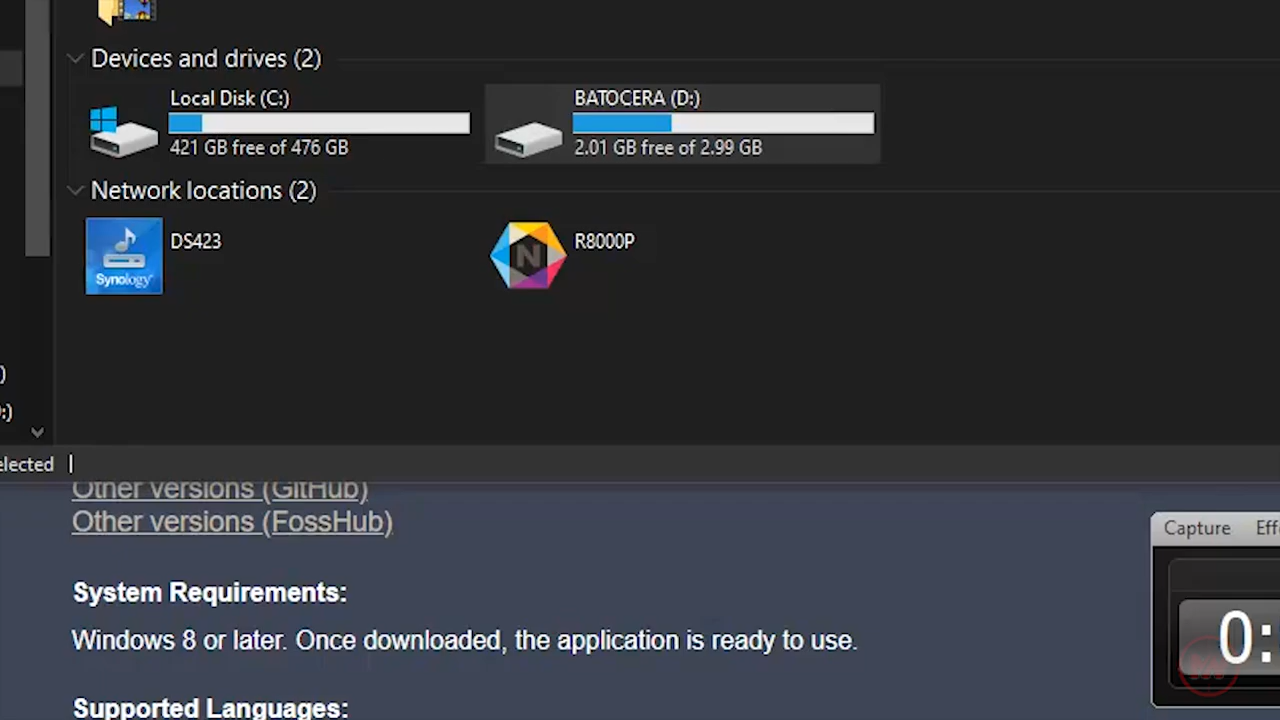 Devices and drives (2)
Local Disk (C:)
421 GB free of 476 GB
BATOCERA (D:)
2.01 GB free of 2.99 GB
Network locations (2)
Synology
DS423
N
R8000P
)
:)
elected
Other versions (GitHub)
Other versions (FossHub)
System Requirements:
Windows 8 or later. Once downloaded, the application is ready to use.
Supported Languages:
Capture Eff
0: